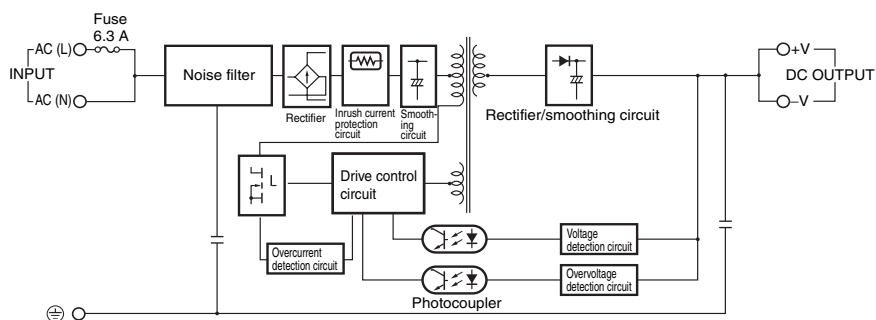 Fuse
6.3 A
AC (L)
INPUT
AC (N)
Noise filter
Rectifier
Inrush current
protection
circuit
Smooth-
ing
circuit
Rectifier/smoothing circuit
+V
DC OUTPUT
–V
L
Drive control
circuit
Overcurrent
detection circuit
Voltage
detection circuit
Overvoltage
detection circuit
Photocoupler